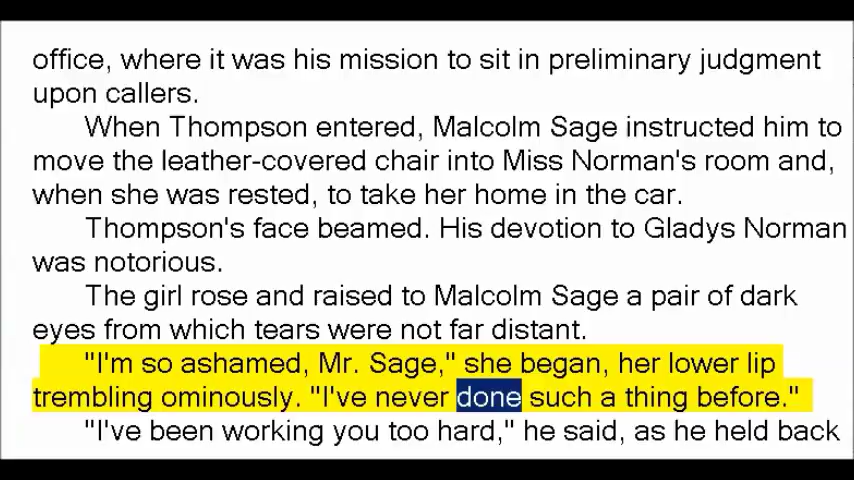 office, where it was his mission to sit in preliminary judgment
upon callers.
When Thompson entered, Malcolm Sage instructed him to
move the leather-covered chair into Miss Norman's room and,
when she was rested, to take her home in the car.
Thompson's face beamed. His devotion to Gladys Norman
was notorious.
The girl rose and raised to Malcolm Sage a pair of dark
eyes from which tears were not far distant.
"I'm so ashamed, Mr. Sage," she began, her lower lip
trembling ominously. "I've never done such a thing before."
"I've been working you too hard," he said, as he held back